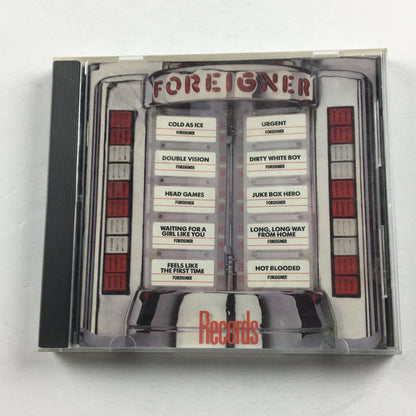 FOREIGNER
COLD AS ICE
FOREIGNER
DOUBLE VISION
FOREIGNER
HEAD GAMES
FOREIGNER
WAITING FOR A
GIRL LIKE YOU
FOREIGNER
FEELS LIKE
THE FIRST TIME
FOREIGNER
URGENT
FOREIGNER
DIRTY WHITE BOY
FOREIGNER
JUKE BOX HERO
FOREIGNER
LONG, LONG WAY
FROM HOME
FOREIGNER
HOT BLOODED
FOREIGNER
Records